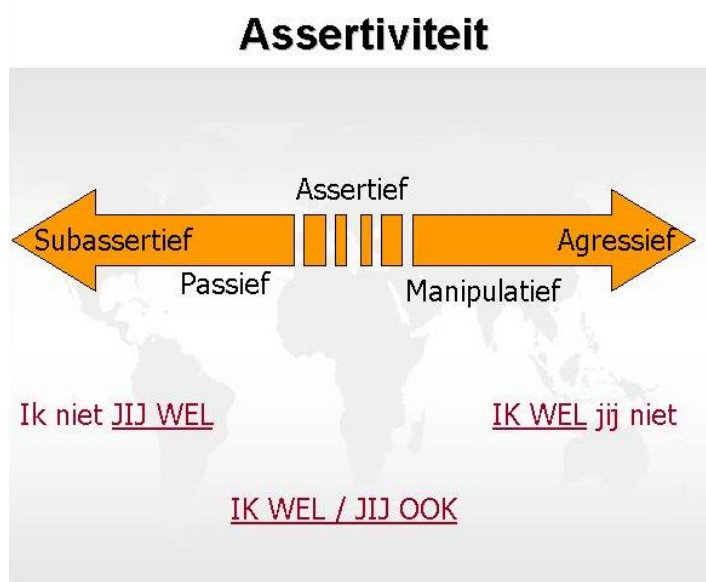 Assertiviteit
Assertief
Subassertief
Agressief
Passief
Manipulatief
Ik niet JIJ WEL
IK WEL jij niet
IK WEL / JIJ OOK